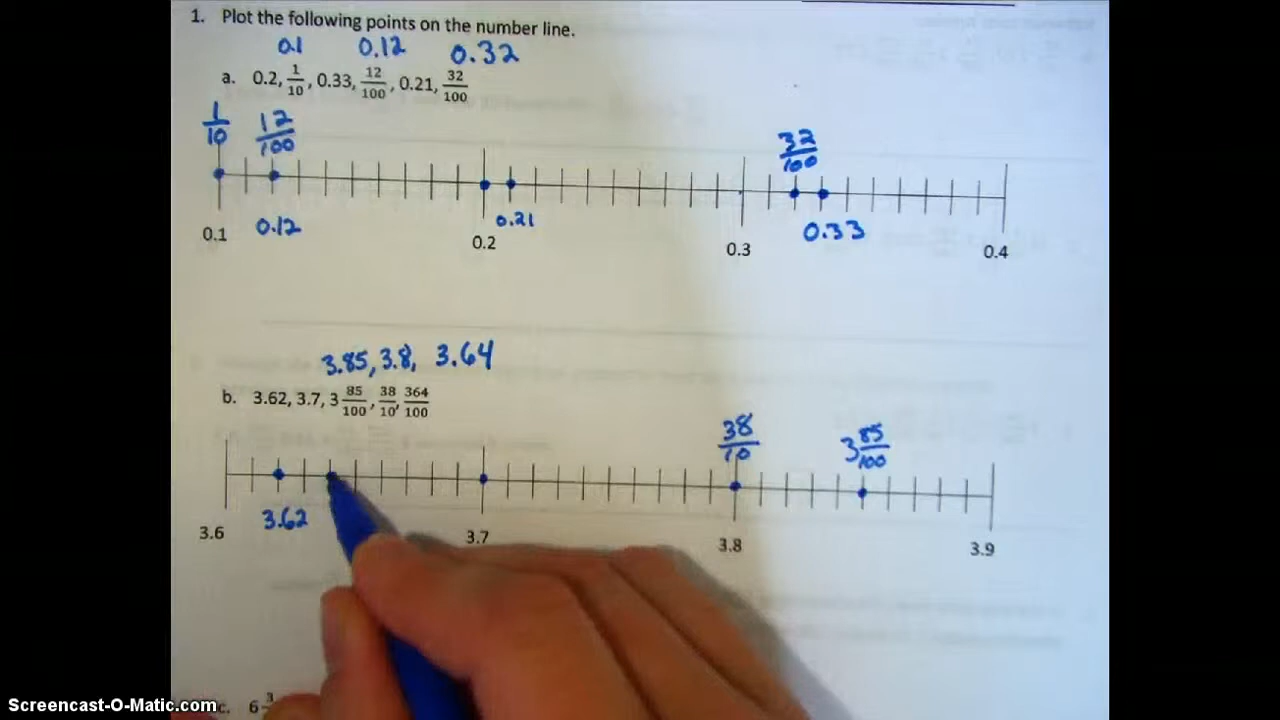 1. Plot the following points on the number line.
0.1 0.12 0.32
a. 0.2, 1/10, 0.33, 12/100, 0.21, 32/100
1/10 12/100 32/100
0.12 0.21 0.33
0.1 0.2 0.3 0.4
3.85, 3.8, 3.64
b. 3.62, 3.7, 3 85/100, 38/10, 364/100
38/10 3 85/100
3.62
3.6 3.7 3.8 3.9
c. 6
Screencast-O-Matic.com